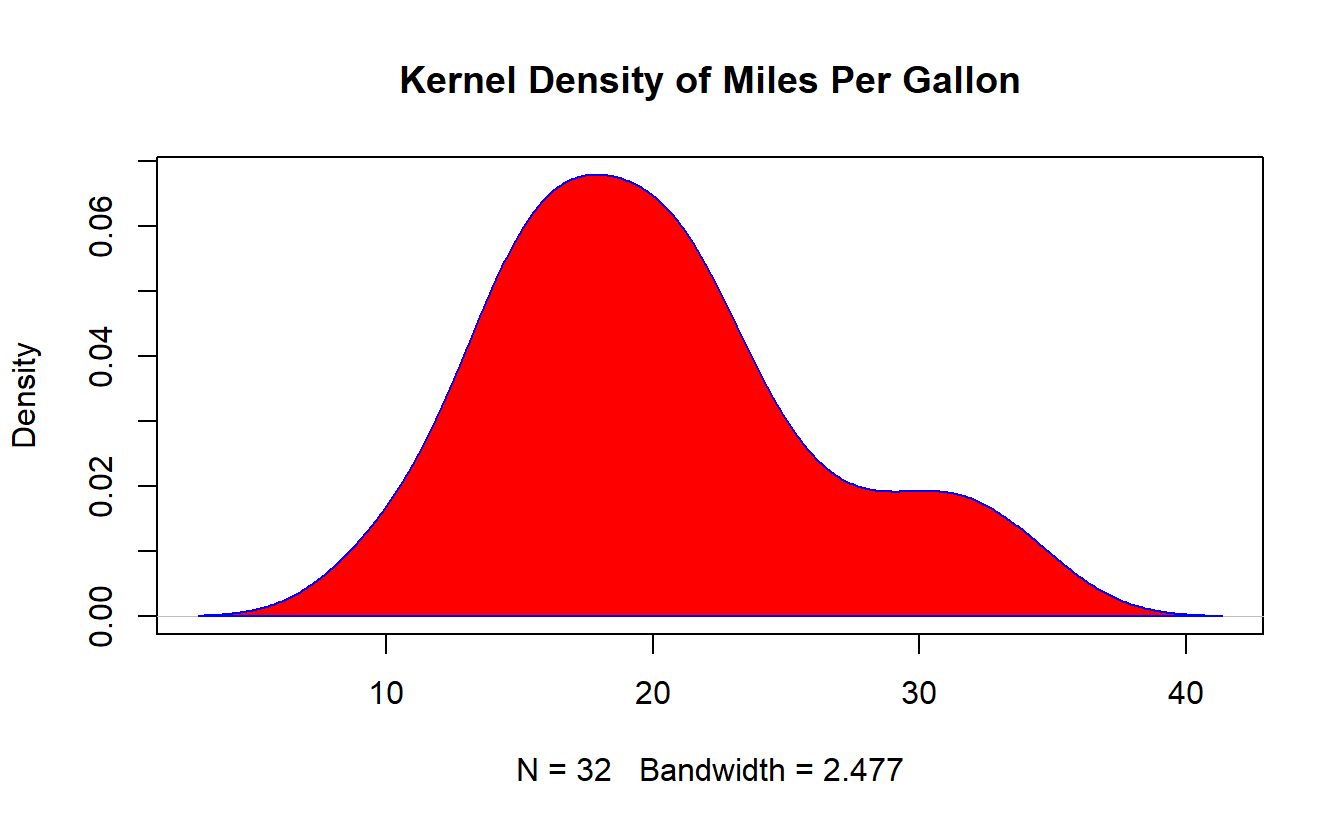 Kernel Density of Miles Per Gallon
Density
0.06
0.04
0.02
0.00
10 20 30 40
N = 32 Bandwidth = 2.477